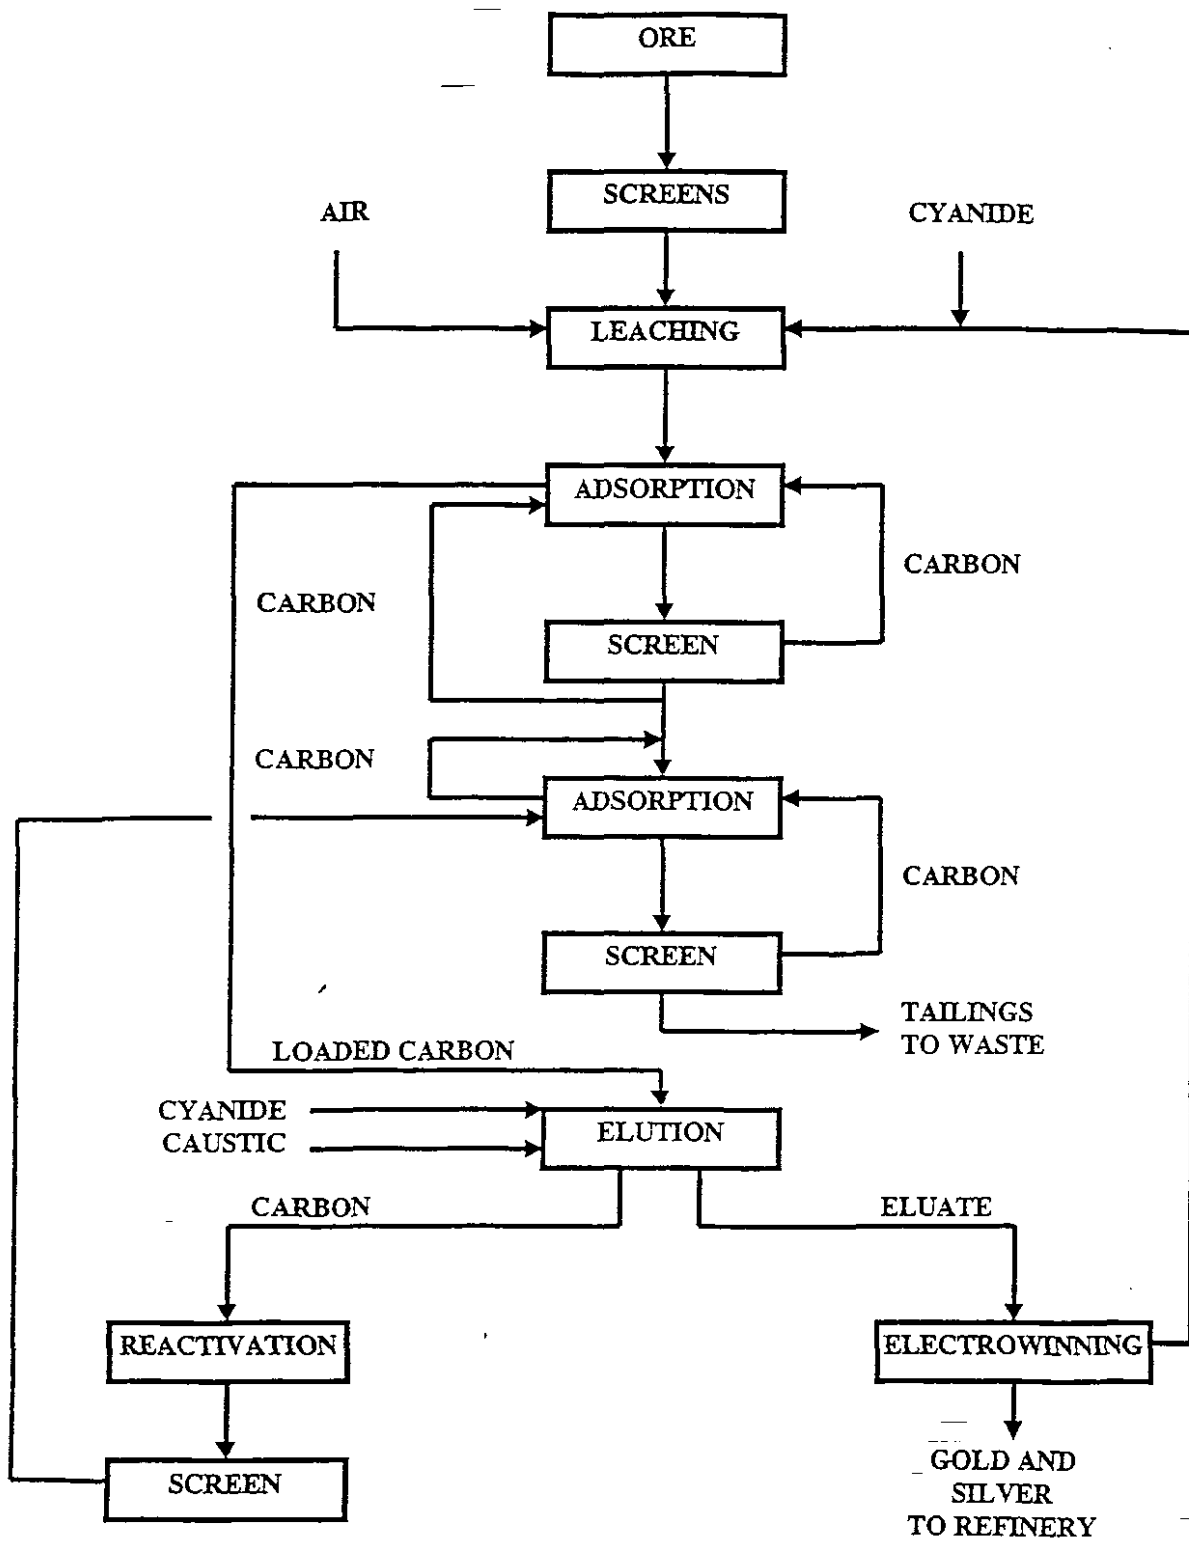 ORE
SCREENS
AIR
CYANIDE
LEACHING
ADSORPTION
CARBON
CARBON
SCREEN
CARBON
ADSORPTION
CARBON
SCREEN
TAILINGS
TO WASTE
LOADED CARBON
CYANIDE
CAUSTIC
ELUTION
CARBON
ELUATE
REACTIVATION
ELECTROWINNING
SCREEN
GOLD AND
SILVER
TO REFINERY